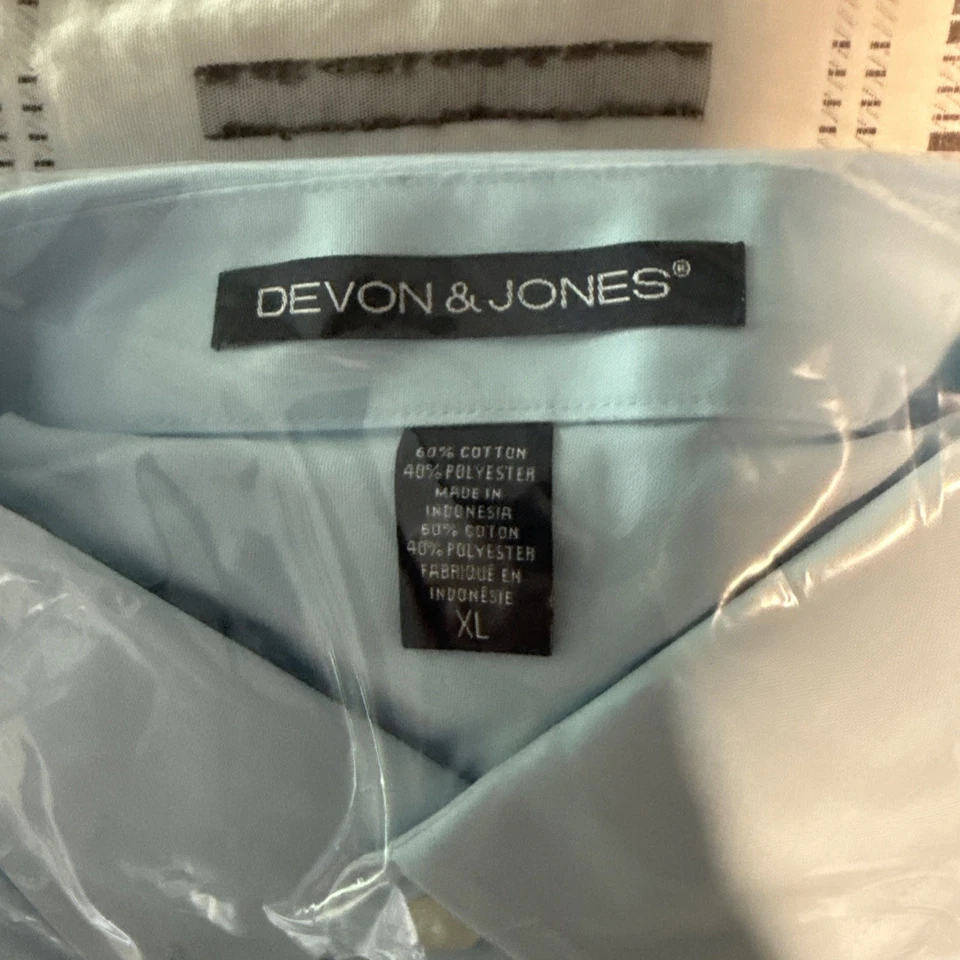 DEVON & JONES®
60% COTTON
40% POLYESTER
MADE IN
INDONESIA
60% COTON
40% POLYESTER
FABRIQUÉ EN
INDONÉSIE
XL